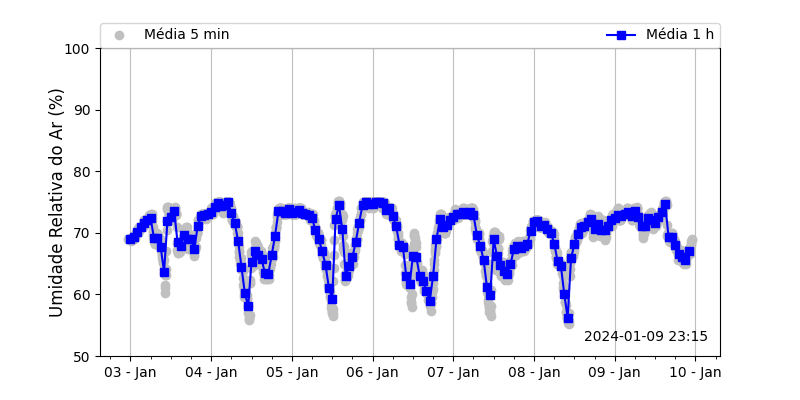 Média 5 min
Média 1 h
Umidade Relativa do Ar (%)
100
90
80
70
60
50
2024-01-09 23:15
03 - Jan
04 - Jan
05 - Jan
06 - Jan
07 - Jan
08 - Jan
09 - Jan
10 - Jan